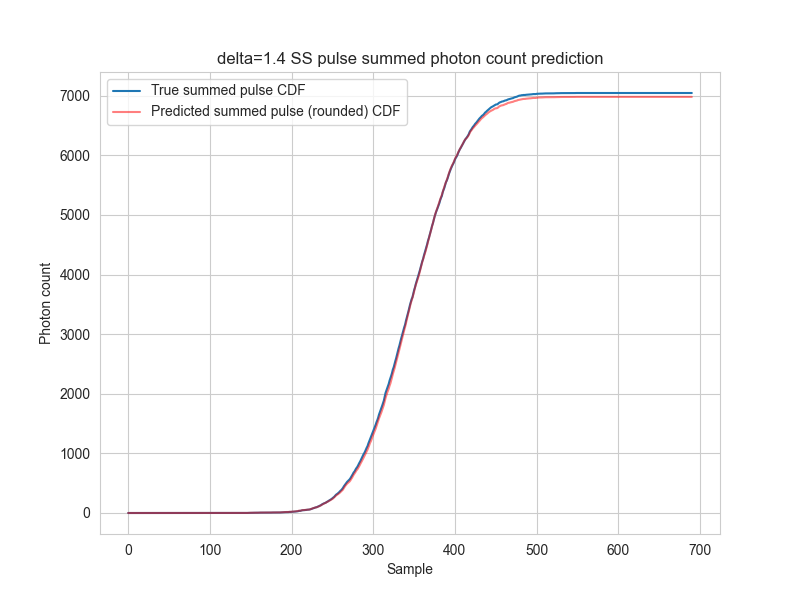 delta=1.4 SS pulse summed photon count prediction
True summed pulse CDF
Predicted summed pulse (rounded) CDF
Photon count
7000
6000
5000
4000
3000
2000
1000
0
0 100 200 300 400 500 600 700
Sample